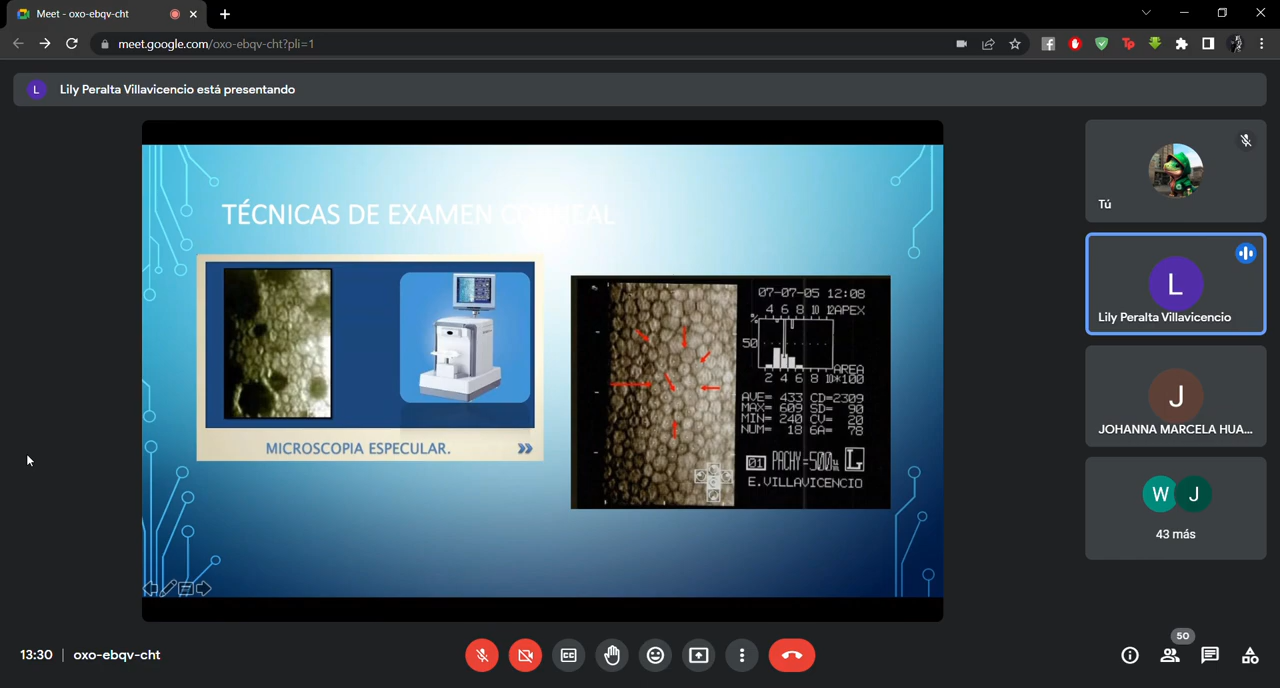 Meet - oxo-ebqv-cht
meet.google.com/oxo-ebqv-cht?pli=1
L
Lily Peralta Villavicencio está presentando
TÉCNICAS DE EXAMEN CORNEAL
MICROSCOPIA ESPECULAR.
07-07-05 12:08
4 6 8 10 12APEX
%
50
AREA
2 4 6 8 10*100
AVE= 433 CD=2309
MAX= 609 SD= 90
MIN= 240 CV= 20
NUM= 18 6A= 78
01 PACHY=500㎛ L
E.VILLAVICENCIO
Tú
L
Lily Peralta Villavicencio
J
JOHANNA MARCELA HUA...
W J
43 más
13:30 | oxo-ebqv-cht
50